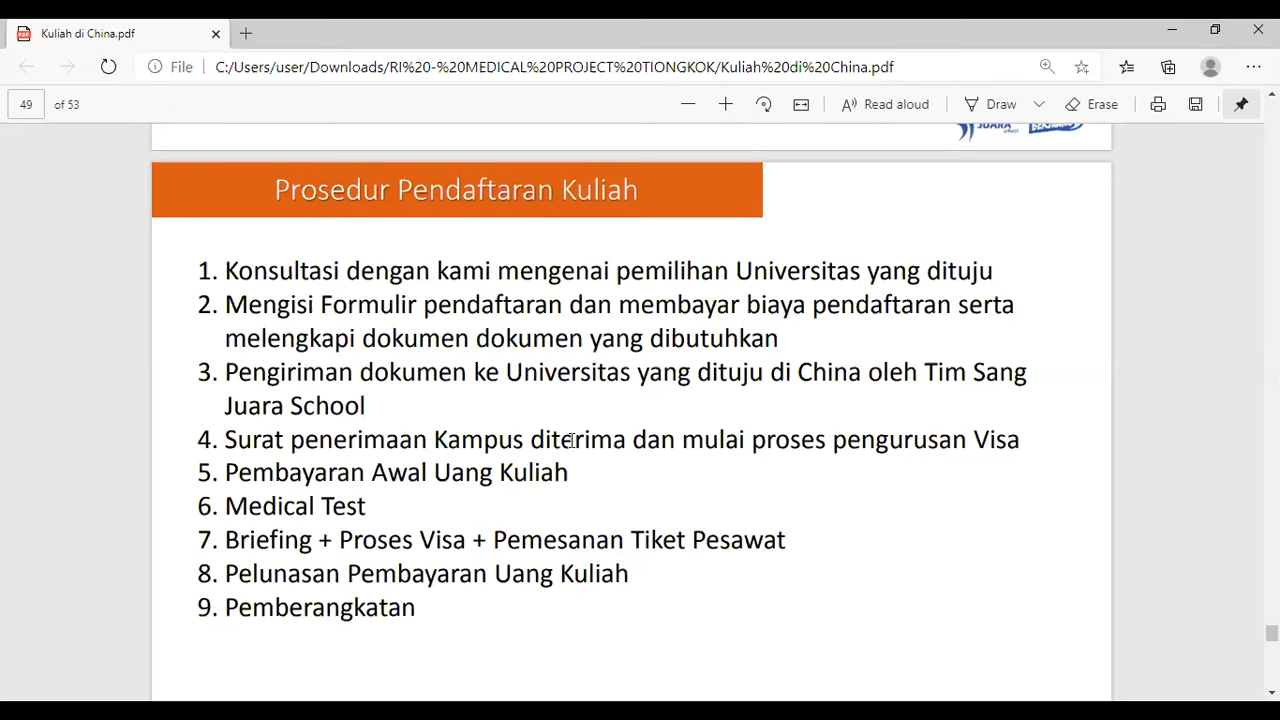 Kuliah di China.pdf
File
C:/Users/user/Downloads/RI%20-%20MEDICAL%20PROJECT%20TIONGKOK/Kuliah%20di%20China.pdf
49 of 53
Read aloud
Draw
Erase
JUARA
Prosedur Pendaftaran Kuliah
1. Konsultasi dengan kami mengenai pemilihan Universitas yang dituju
2. Mengisi Formulir pendaftaran dan membayar biaya pendaftaran serta
melengkapi dokumen dokumen yang dibutuhkan
3. Pengiriman dokumen ke Universitas yang dituju di China oleh Tim Sang
Juara School
4. Surat penerimaan Kampus diterima dan mulai proses pengurusan Visa
5. Pembayaran Awal Uang Kuliah
6. Medical Test
7. Briefing + Proses Visa + Pemesanan Tiket Pesawat
8. Pelunasan Pembayaran Uang Kuliah
9. Pemberangkatan